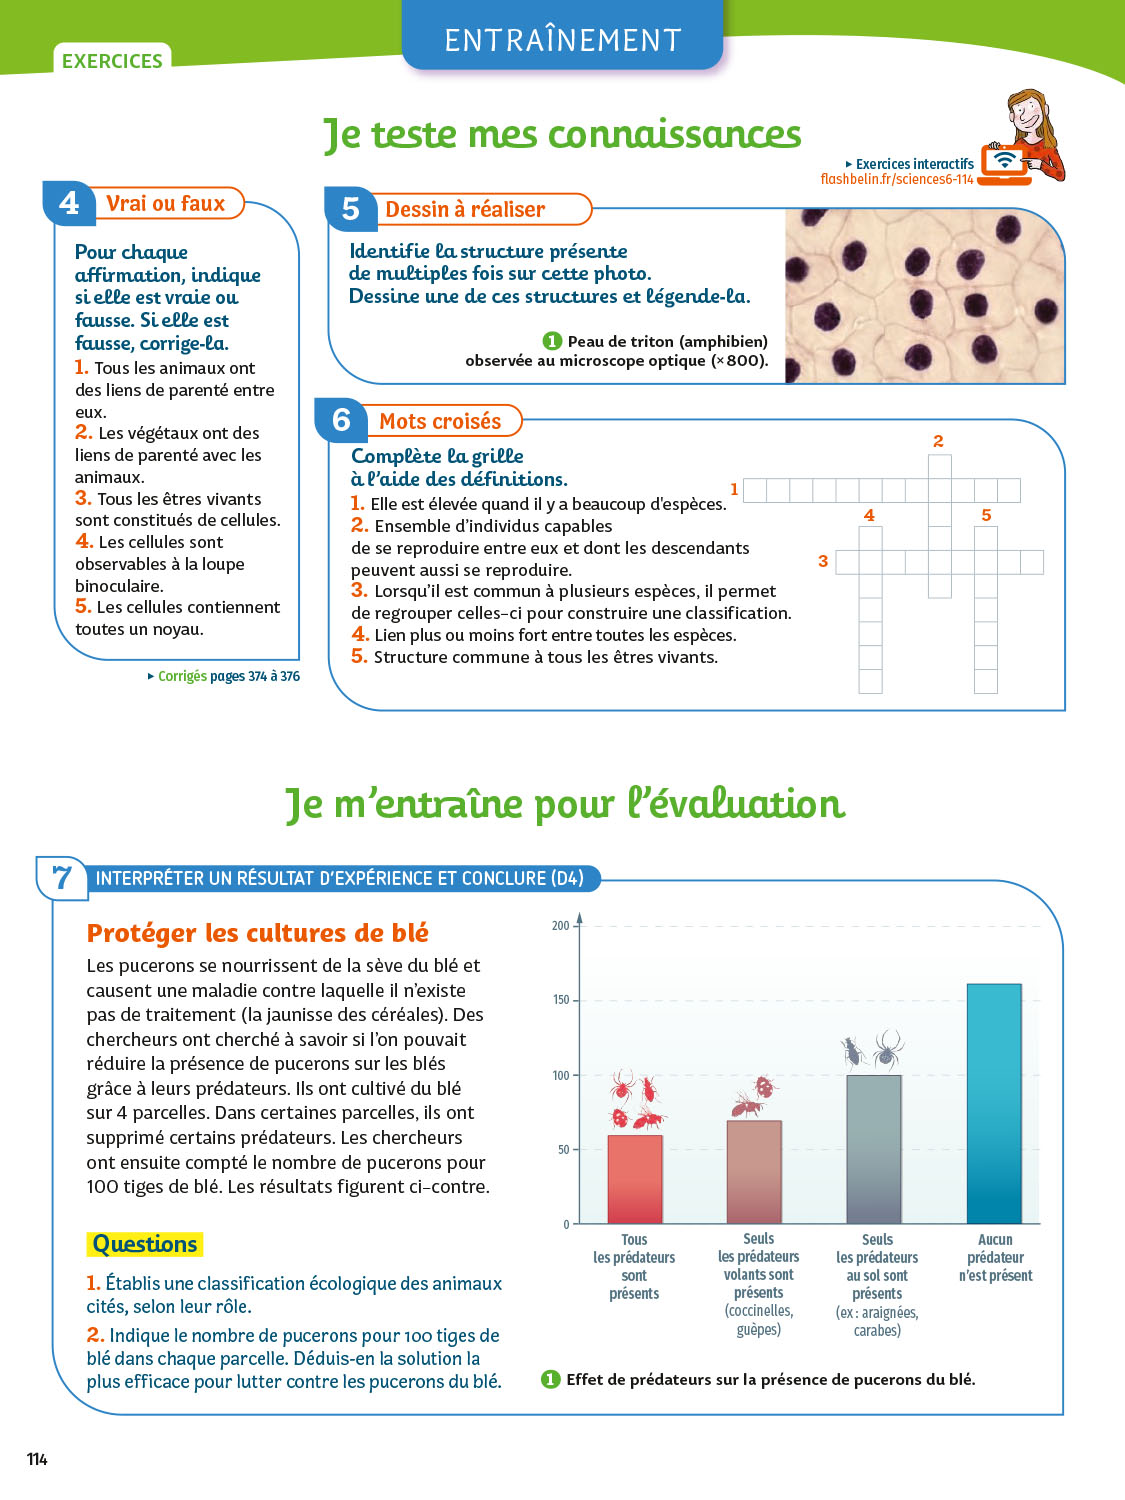 ENTRAÎNEMENT
EXERCICES
Je teste mes connaissances
▸ Exercices interactifs
flashbelin.fr/sciences6-114
4 Vrai ou faux
Pour chaque
affirmation, indique
si elle est vraie ou
fausse. Si elle est
fausse, corrige-la.
1. Tous les animaux ont
des liens de parenté entre
eux.
2. Les végétaux ont des
liens de parenté avec les
animaux.
3. Tous les êtres vivants
sont constitués de cellules.
4. Les cellules sont
observables à la loupe
binoculaire.
5. Les cellules contiennent
toutes un noyau.
▸ Corrigés pages 374 à 376
5 Dessin à réaliser
Identifie la structure présente
de multiples fois sur cette photo.
Dessine une de ces structures et légende-la.
1 Peau de triton (amphibien)
observée au microscope optique (×800).
6 Mots croisés
Complète la grille
à l'aide des définitions.
1. Elle est élevée quand il y a beaucoup d'espèces.
2. Ensemble d'individus capables
de se reproduire entre eux et dont les descendants
peuvent aussi se reproduire.
3. Lorsqu'il est commun à plusieurs espèces, il permet
de regrouper celles-ci pour construire une classification.
4. Lien plus ou moins fort entre toutes les espèces.
5. Structure commune à tous les êtres vivants.
2
1
4
5
3
Je m'entraîne pour l'évaluation
7 INTERPRÉTER UN RÉSULTAT D'EXPÉRIENCE ET CONCLURE (D4)
Protéger les cultures de blé
Les pucerons se nourrissent de la sève du blé et
causent une maladie contre laquelle il n'existe
pas de traitement (la jaunisse des céréales). Des
chercheurs ont cherché à savoir si l'on pouvait
réduire la présence de pucerons sur les blés
grâce à leurs prédateurs. Ils ont cultivé du blé
sur 4 parcelles. Dans certaines parcelles, ils ont
supprimé certains prédateurs. Les chercheurs
ont ensuite compté le nombre de pucerons pour
100 tiges de blé. Les résultats figurent ci-contre.
Questions
1. Établis une classification écologique des animaux
cités, selon leur rôle.
2. Indique le nombre de pucerons pour 100 tiges de
blé dans chaque parcelle. Déduis-en la solution la
plus efficace pour lutter contre les pucerons du blé.
200
150
100
50
0
Tous
les prédateurs
sont
présents
Seuls
les prédateurs
volants sont
présents
(coccinelles,
guèpes)
Seuls
les prédateurs
au sol sont
présents
(ex : araignées,
carabes)
Aucun
prédateur
n'est présent
1 Effet de prédateurs sur la présence de pucerons du blé.
114